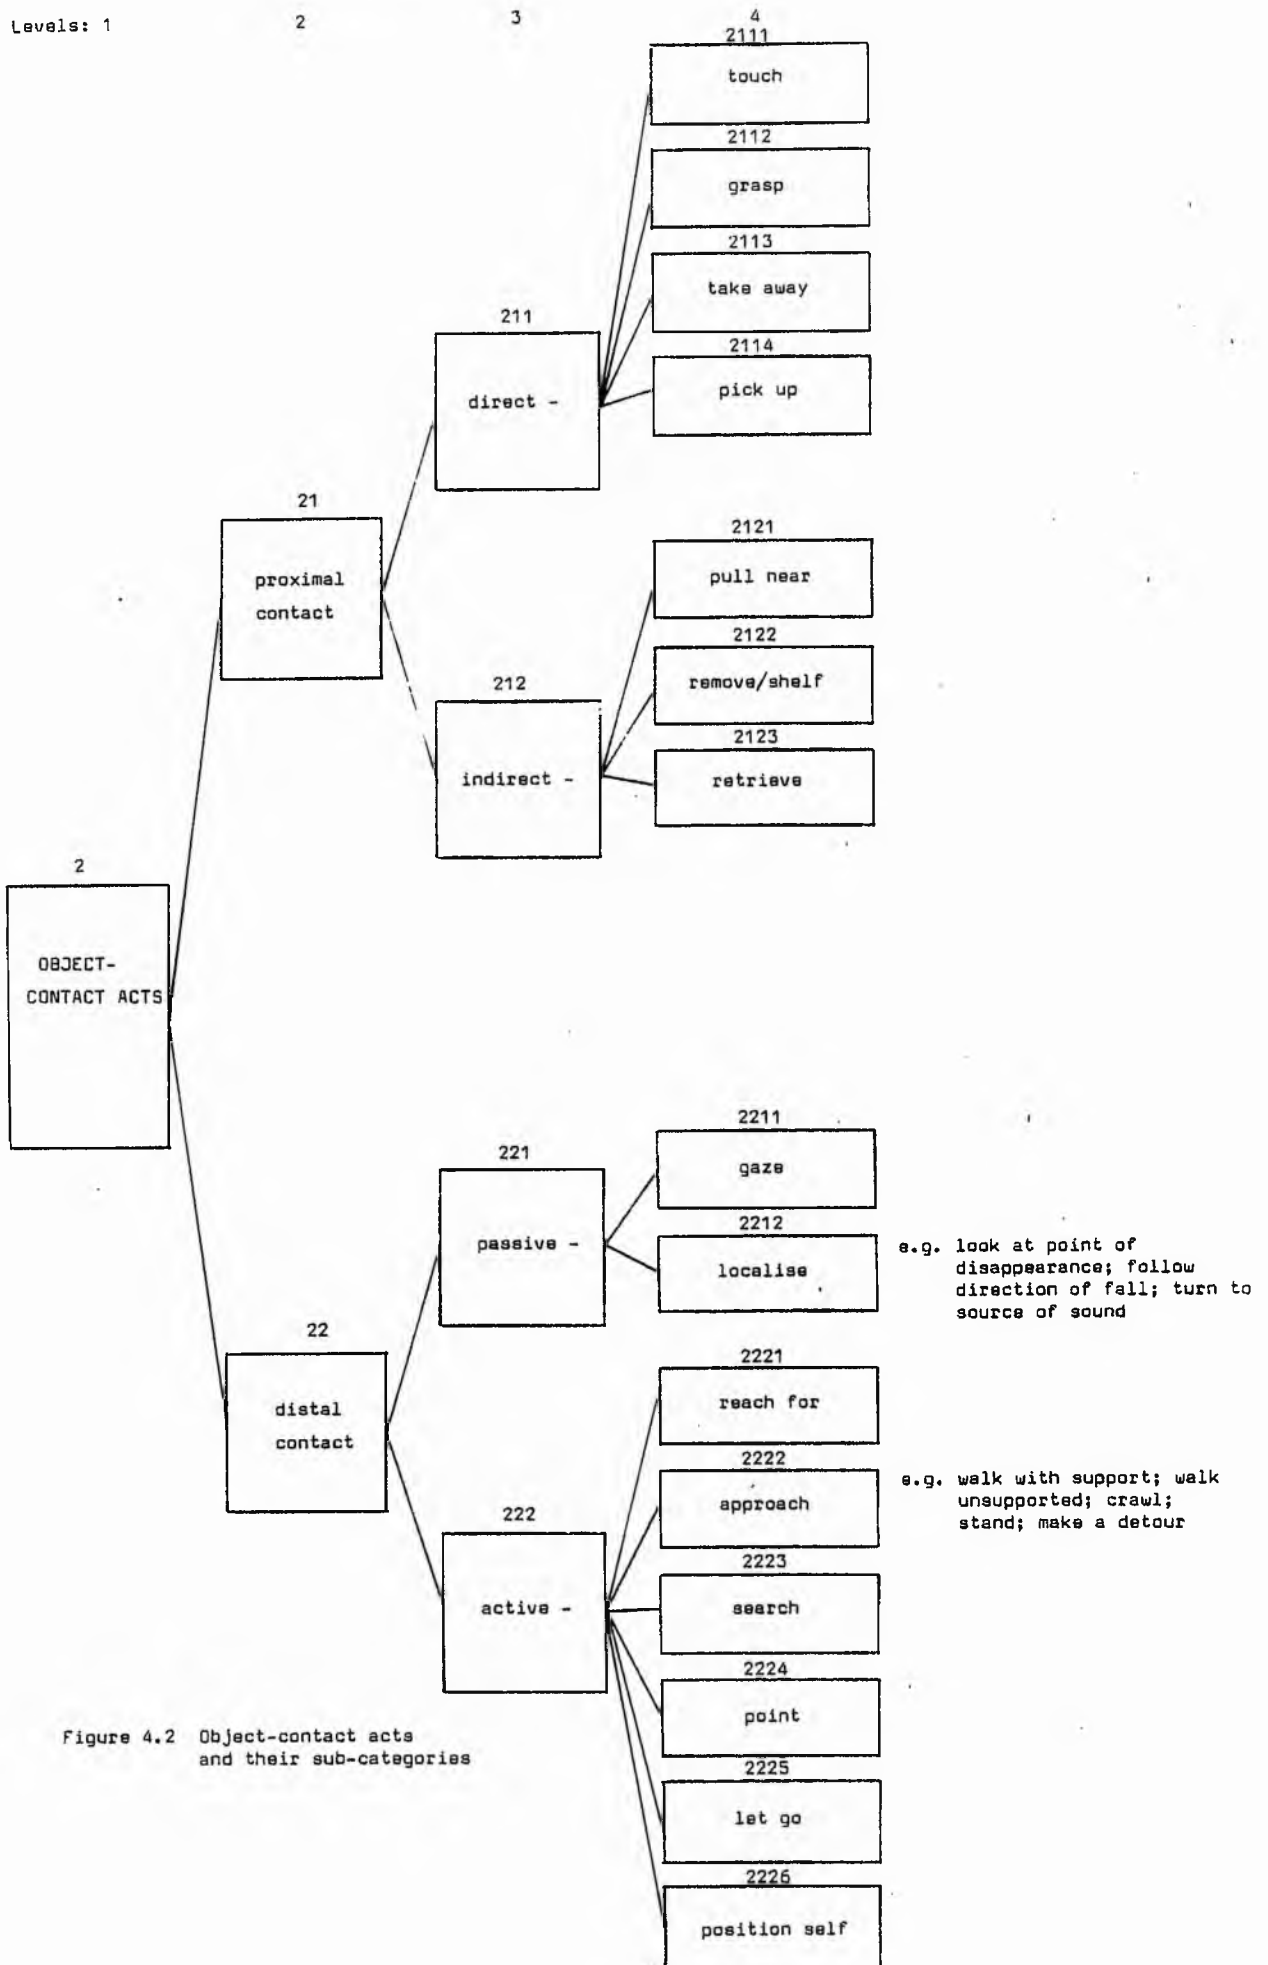 Levels: 1 2 3 4
2111
touch
2112
grasp
2113
take away
211
2114
direct -
pick up
21
2121
proximal
contact
pull near
2122
212
remove/shelf
2123
indirect -
retrieve
2
OBJECT-
CONTACT ACTS
2211
221
gaze
2212
passive -
localise
e.g. look at point of
disappearance; follow
direction of fall; turn to
source of sound
22
2221
distal
contact
reach for
2222
222
approach
e.g. walk with support; walk
unsupported; crawl;
stand; make a detour
2223
active -
search
2224
point
Figure 4.2 Object-contact acts
and their sub-categories
2225
let go
2226
position self